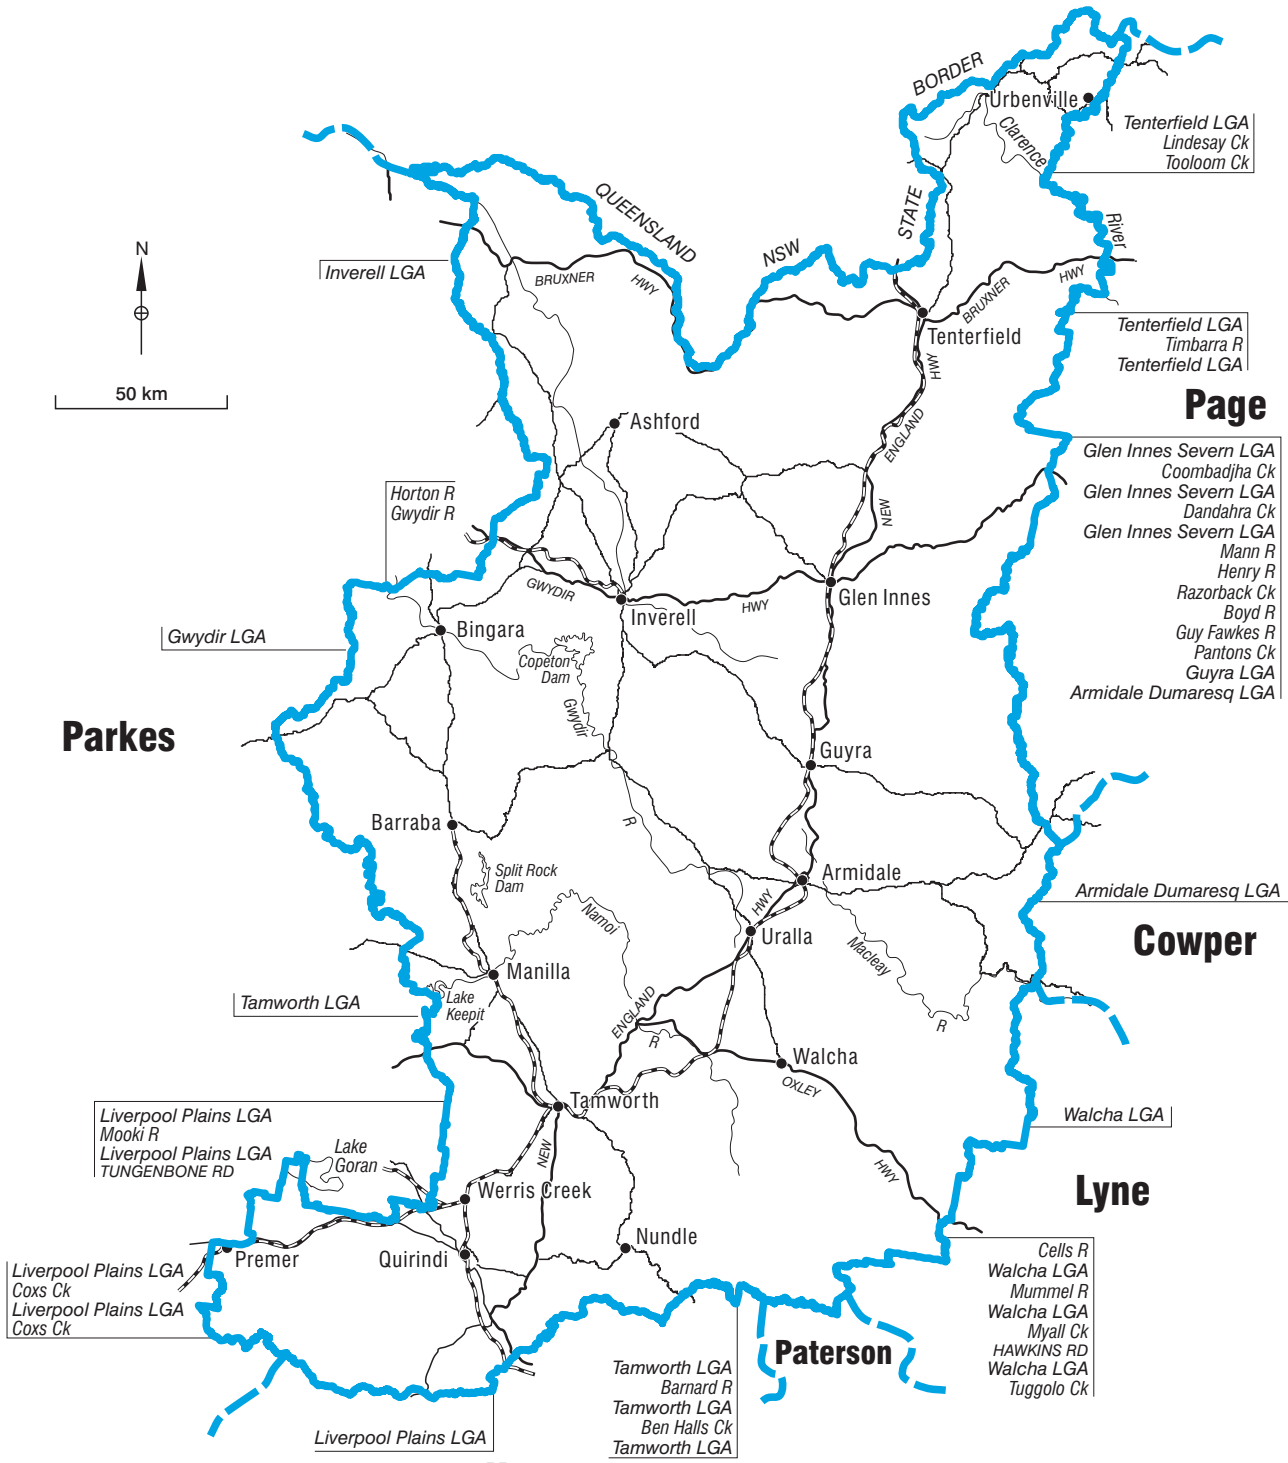 BORDER
Urbenville
Clarence
Tenterfield LGA
Lindesay Ck
Tooloom Ck
QUEENSLAND
NSW
STATE
River
N
Inverell LGA
BRUXNER
HWY
BRUXNER
HWY
50 km
Tenterfield
HWY
Tenterfield LGA
Timbarra R
Tenterfield LGA
Page
Ashford
ENGLAND
NEW
Glen Innes Severn LGA
Coombadjha Ck
Glen Innes Severn LGA
Dandahra Ck
Glen Innes Severn LGA
Mann R
Henry R
Razorback Ck
Boyd R
Guy Fawkes R
Pantons Ck
Guyra LGA
Armidale Dumaresq LGA
Horton R
Gwydir R
GWYDIR
HWY
Glen Innes
Inverell
Bingara
Gwydir LGA
Copeton
Dam
Gwydir
Parkes
Guyra
Barraba
R
Split Rock
Dam
Armidale
Armidale Dumaresq LGA
Namoi
HWY
Uralla
Macleay
Cowper
Manilla
Lake
Keepit
Tamworth LGA
ENGLAND
R
R
Walcha
OXLEY
Tamworth
Walcha LGA
Liverpool Plains LGA
Mooki R
Liverpool Plains LGA
TUNGENBONE RD
Lake
Goran
NEW
HWY
Werris Creek
Lyne
Premer
Quirindi
Nundle
Liverpool Plains LGA
Coxs Ck
Liverpool Plains LGA
Coxs Ck
Cells R
Walcha LGA
Mummel R
Walcha LGA
Myall Ck
HAWKINS RD
Walcha LGA
Tuggolo Ck
Paterson
Tamworth LGA
Barnard R
Tamworth LGA
Ben Halls Ck
Tamworth LGA
Liverpool Plains LGA